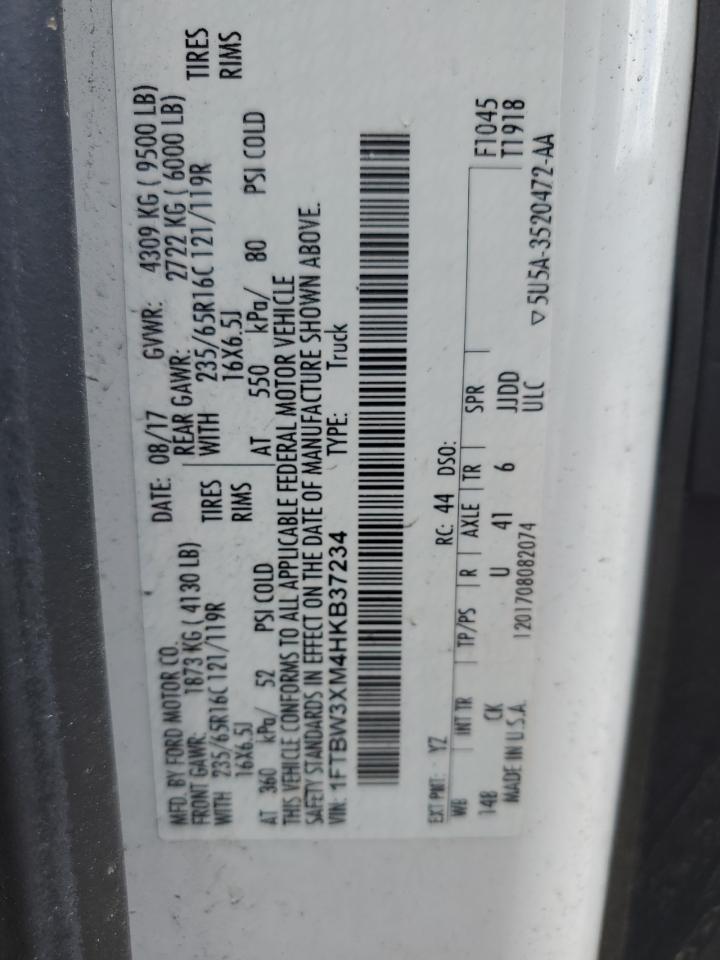 MFD. BY FORD MOTOR CO.
DATE: 08/17 GVWR: 4309 KG ( 9500 LB)
FRONT GAWR: 1873 KG ( 4130 LB) REAR GAWR: 2722 KG ( 6000 LB)
WITH 235/65R16C 121/119R TIRES WITH 235/65R16C 121/119R TIRES
16X6.5J RIMS 16X6.5J RIMS
AT 360 kPa/ 52 PSI COLD AT 550 kPa/ 80 PSI COLD
THIS VEHICLE CONFORMS TO ALL APPLICABLE FEDERAL MOTOR VEHICLE
SAFETY STANDARDS IN EFFECT ON THE DATE OF MANUFACTURE SHOWN ABOVE.
VIN: 1FTBW3XM4HKB37234 TYPE: Truck
EXT PNT: YZ RC: 44 DSO: F1045
WB INT TR TP/PS R AXLE TR SPR T1918
148 CK U 41 6 JJDD
MADE IN U.S.A. 1201708082074 ULC ▽5U5A-3520472-AA